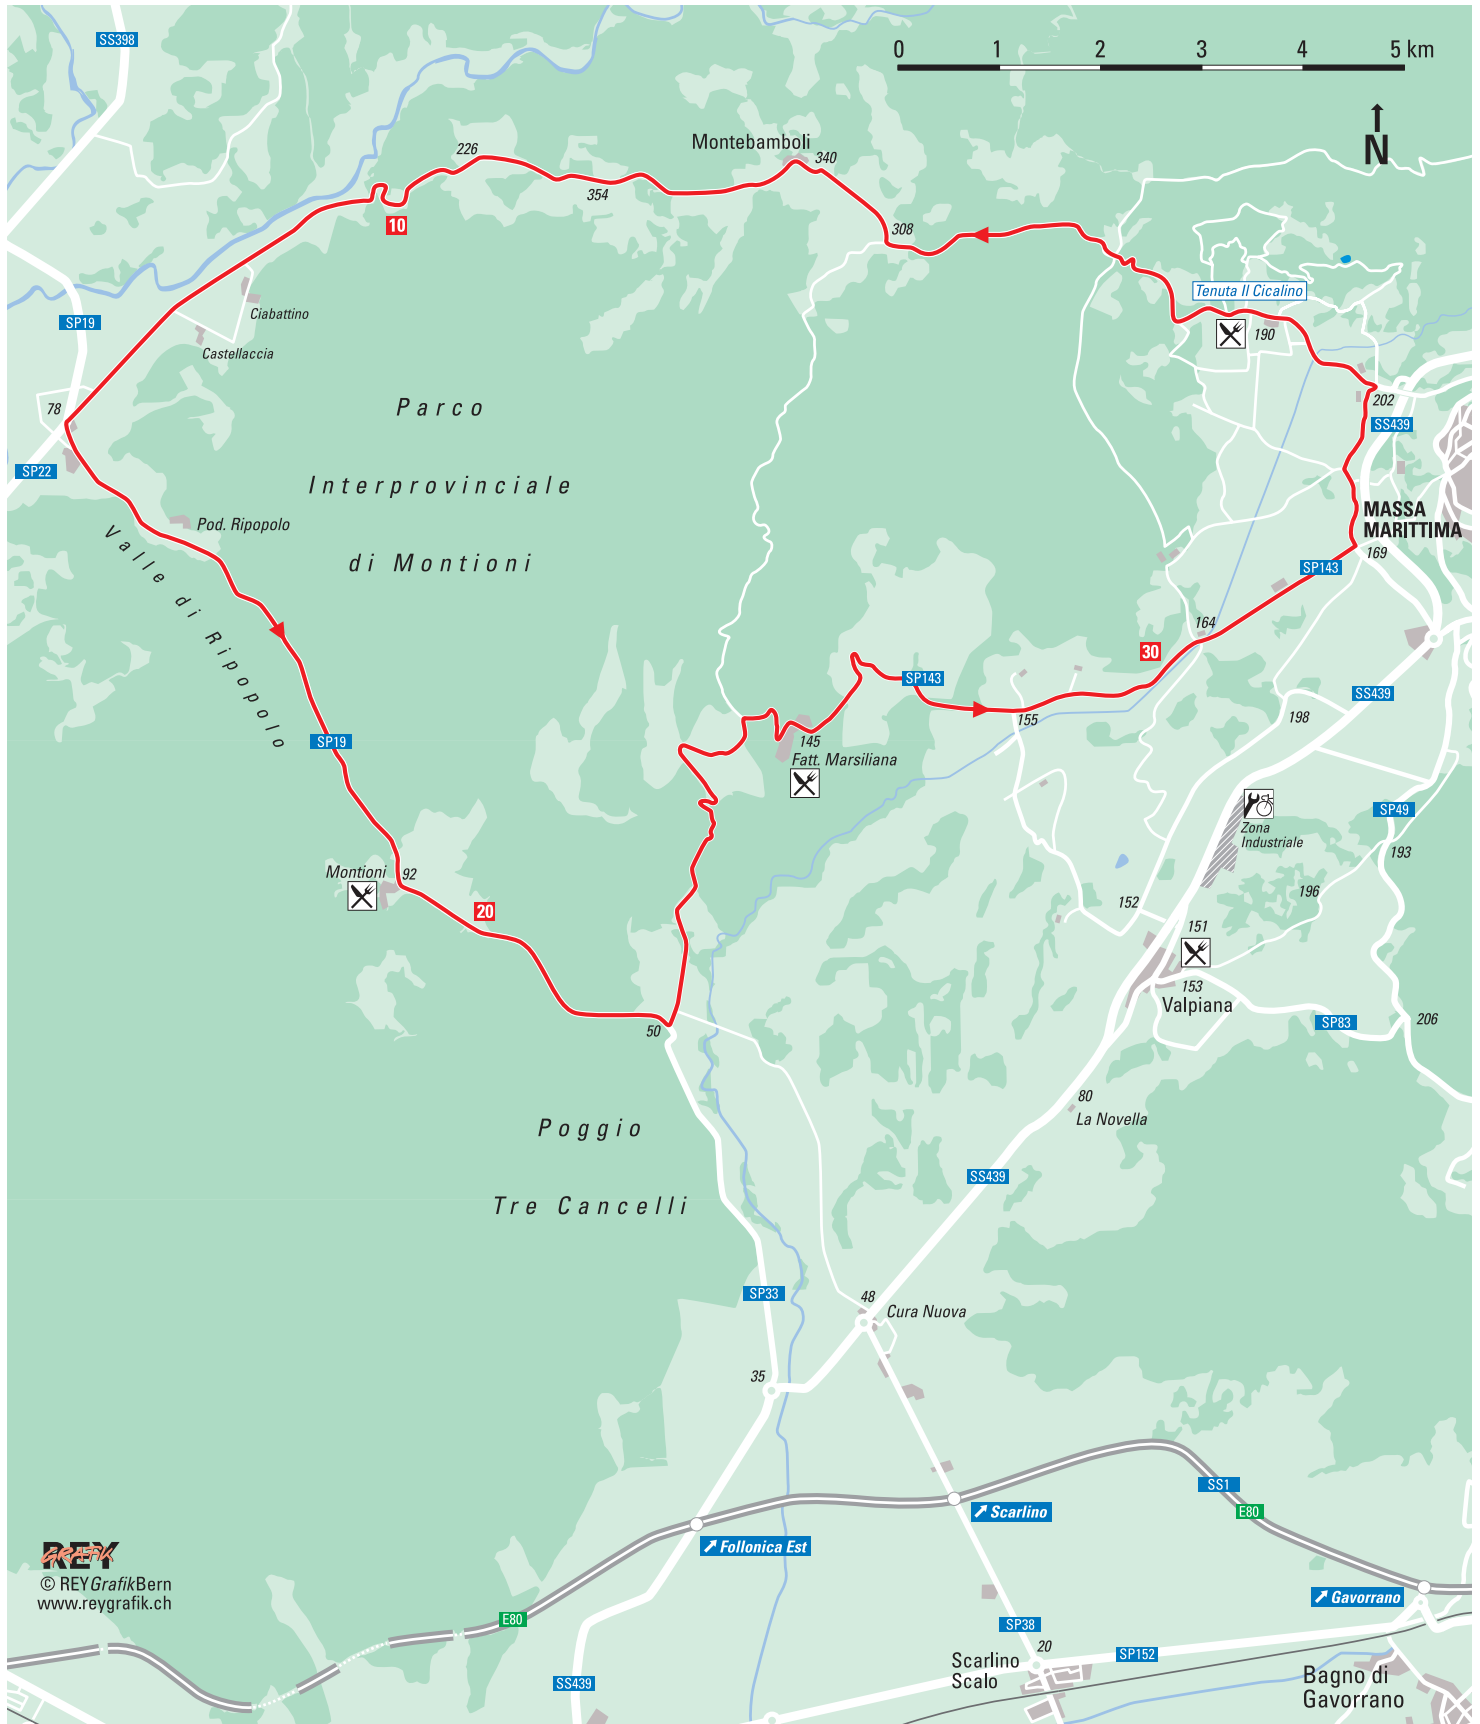 SS398
0 1 2 3 4 5 km
N
226
Montebamboli
340
354
10
308
Tenuta Il Cicalino
190
Ciabattino
SP19
Castellaccia
202
SS439
78
Parco
SP22
Interprovinciale
MASSA
MARITTIMA
Pod. Ripopolo
169
di Montioni
SP143
Valle di Ripopolo
164
30
SP143
SS439
155
198
SP19
145
Fatt. Marsiliana
SP49
Zona
Industriale
193
Montioni
92
196
152
20
151
153
Valpiana
50
SP83
206
80
La Novella
Poggio
SS439
Tre Cancelli
SP33
48
Cura Nuova
35
SS1
E80
Scarlino
Follonica Est
REY
GRAFIK
© REYGrafikBern
www.reygrafik.ch
Gavorrano
E80
SP38
20
SP152
Scarlino
Scalo
SS439
Bagno di
Gavorrano